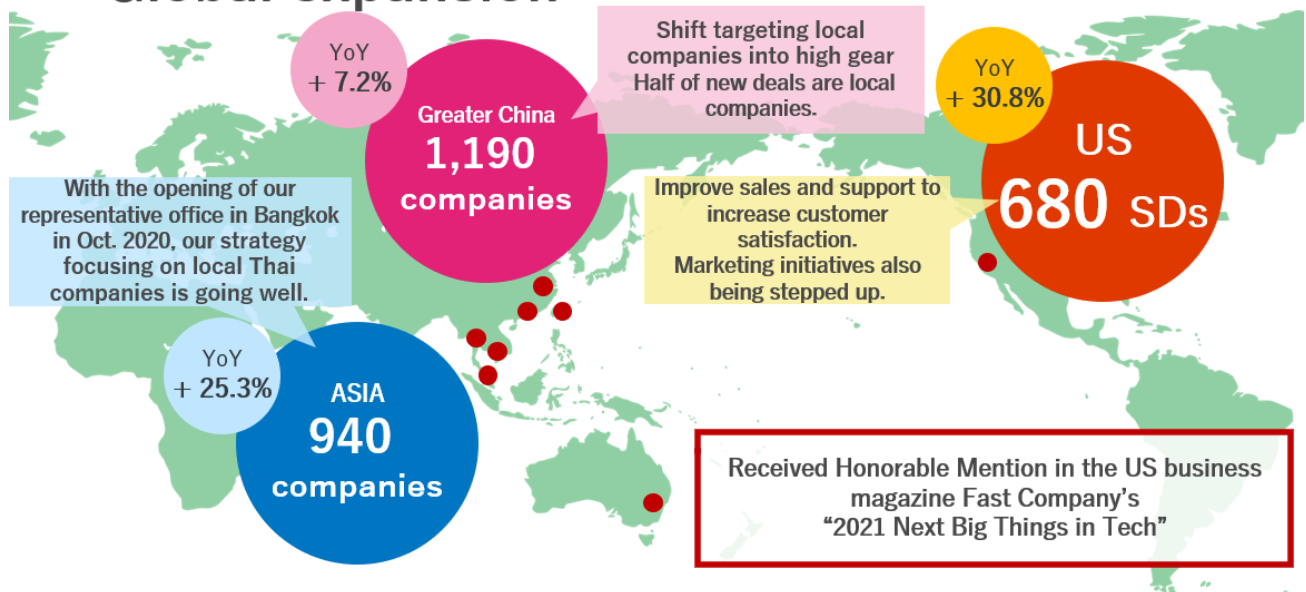 Global expansion
YoY
+ 7.2%
Greater China
1,190
companies
Shift targeting local
companies into high gear
Half of new deals are local
companies.
YoY
+ 30.8%
US
680 SDs
With the opening of our
representative office in Bangkok
in Oct. 2020, our strategy
focusing on local Thai
companies is going well.
Improve sales and support to
increase customer
satisfaction.
Marketing initiatives also
being stepped up.
YoY
+ 25.3%
ASIA
940
companies
Received Honorable Mention in the US business
magazine Fast Company’s
“2021 Next Big Things in Tech”